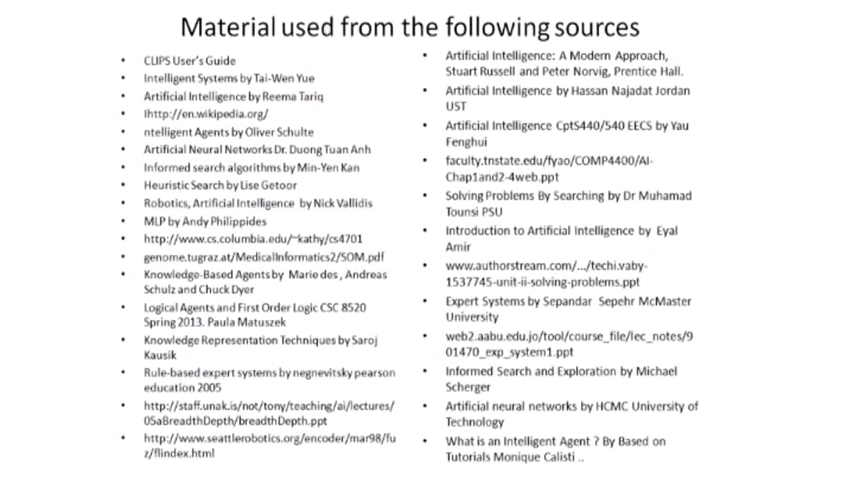 Material used from the following sources
CLIPS User's Guide
Intelligent Systems by Tai-Wen Yue
Artificial Intelligence by Reema Tariq
Ihttp://en.wikipedia.org/
ntelligent Agents by Oliver Schulte
Artificial Neural Networks Dr. Duong Tuan Anh
Informed search algorithms by Min-Yen Kan
Heuristic Search by Lise Getoor
Robotics, Artificial Intelligence by Nick Vallidis
MLP by Andy Philippides
http://www.cs.columbia.edu/~kathy/cs4701
genome.tugraz.at/MedicalInformatics2/SOM.pdf
Knowledge-Based Agents by Marie des , Andreas
Schulz and Chuck Dyer
Logical Agents and First Order Logic CSC 8520
Spring 2013. Paula Matuszek
Knowledge Representation Techniques by Saroj
Kausik
Rule-based expert systems by negnevitsky pearson
education 2005
http://staff.unak.is/not/tony/teaching/ai/lectures/
05aBreadthDepth/breadthDepth.ppt
http://www.seattlerobotics.org/encoder/mar98/fu
z/flindex.html
Artificial Intelligence: A Modern Approach,
Stuart Russell and Peter Norvig, Prentice Hall.
Artificial Intelligence by Hassan Najadat Jordan
UST
Artificial Intelligence CptS440/540 EECS by Yau
Fenghui
faculty.tnstate.edu/fyao/COMP4400/AI-
Chap1and2-4web.ppt
Solving Problems By Searching by Dr Muhamad
Tounsi PSU
Introduction to Artificial Intelligence by Eyal
Amir
www.authorstream.com/.../techi.vaby-
1537745-unit-ii-solving-problems.ppt
Expert Systems by Sepandar Sepehr McMaster
University
web2.aabu.edu.jo/tool/course_file/lec_notes/9
01470_exp_system1.ppt
Informed Search and Exploration by Michael
Scherger
Artificial neural networks by HCMC University of
Technology
What is an Intelligent Agent ? By Based on
Tutorials Monique Calisti ..